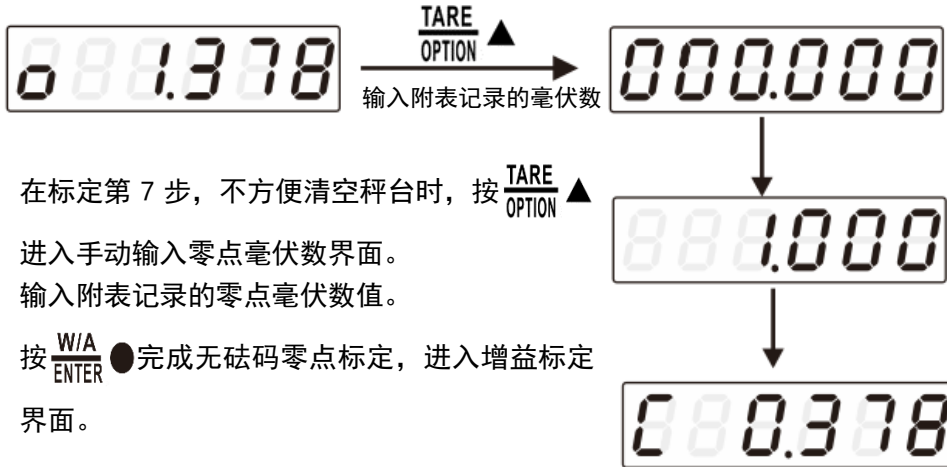 TARE
OPTION ▲
o 1.378
输入附表记录的毫伏数
000.000
在标定第 7 步，不方便清空秤台时，按 TARE OPTION ▲
进入手动输入零点毫伏数界面。
1.000
输入附表记录的零点毫伏数值。
按 W/A ENTER ●完成无砝码零点标定，进入增益标定
界面。
C 0.378